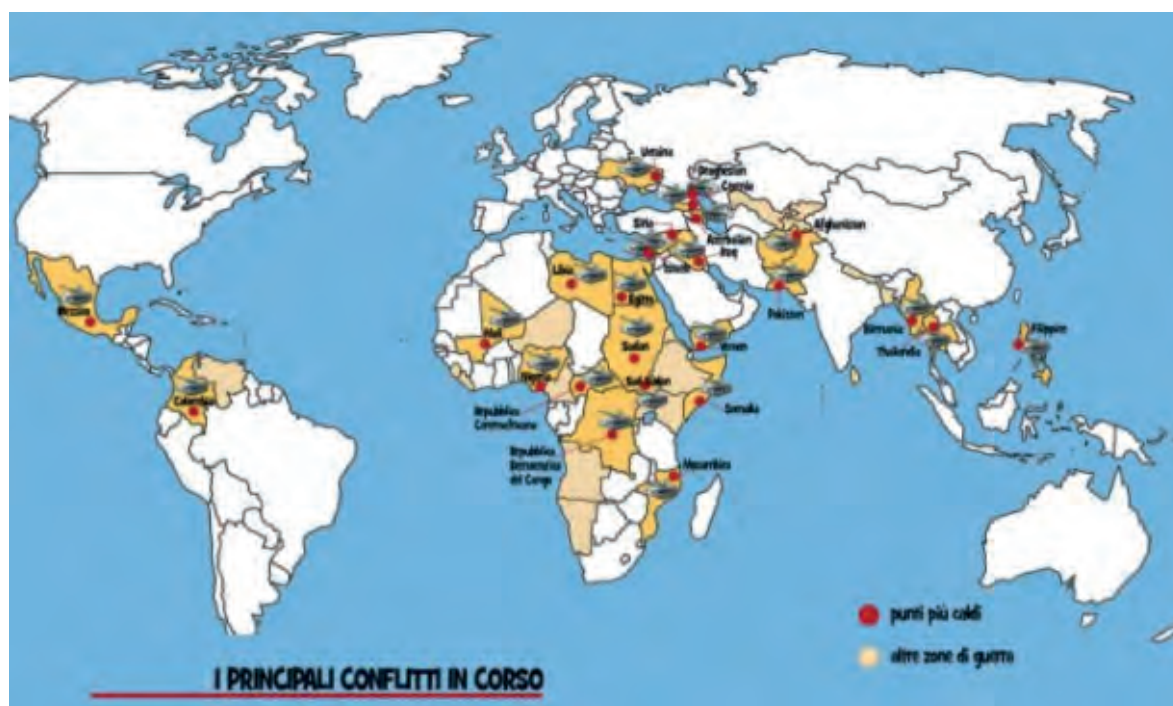 Ucraina
Daghestan
Cecenia
Siria
Afghanistan
Azerbaijan
Iraq
Israele
Libia
Egitto
Messico
Pakistan
Mali
Birmania
Filippine
Sudan
Yemen
Thailandia
Nigeria
Sud Sudan
Colombia
Repubblica
Centrafricana
Somalia
Repubblica
Democratica
del Congo
Mozambico
punti più caldi
altre zone di guerra
I PRINCIPALI CONFLITTI IN CORSO